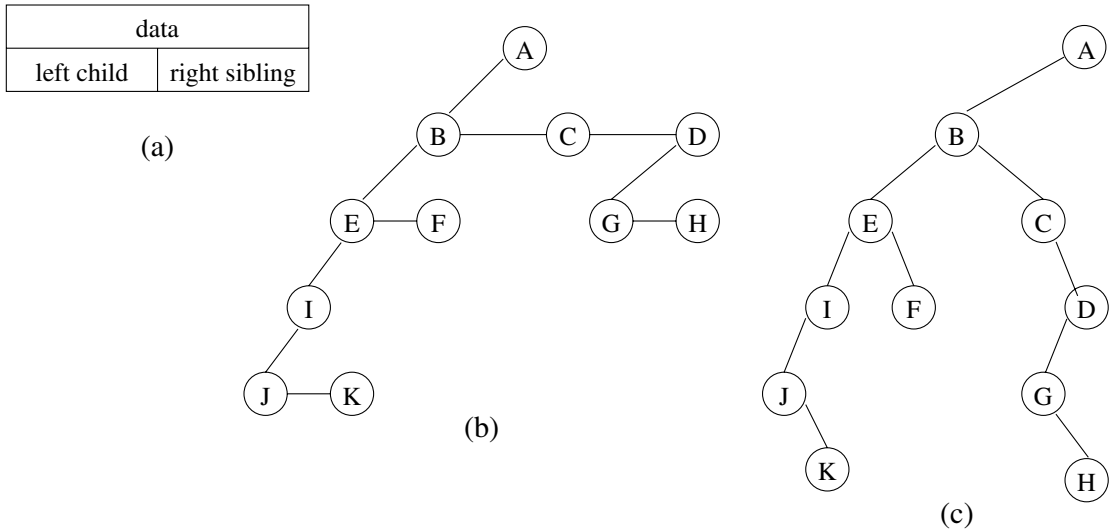 data
left child right sibling
(a)
A
B C D
E F G H
I
J K
(b)
A
B
E C
I F D
J G
K H
(c)